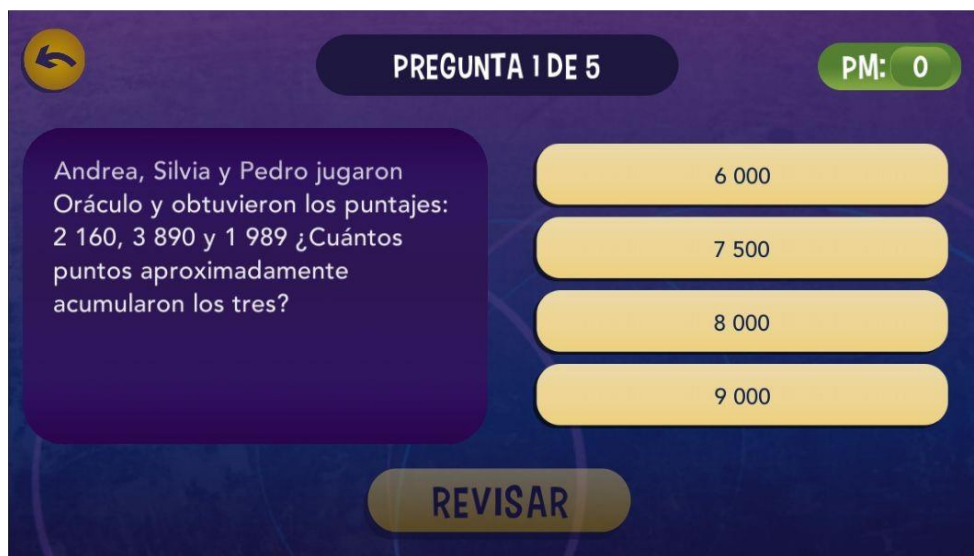 PREGUNTA 1 DE 5
PM: 0
Andrea, Silvia y Pedro jugaron
Oráculo y obtuvieron los puntajes:
2 160, 3 890 y 1 989 ¿Cuántos
puntos aproximadamente
acumularon los tres?
6 000
7 500
8 000
9 000
REVISAR